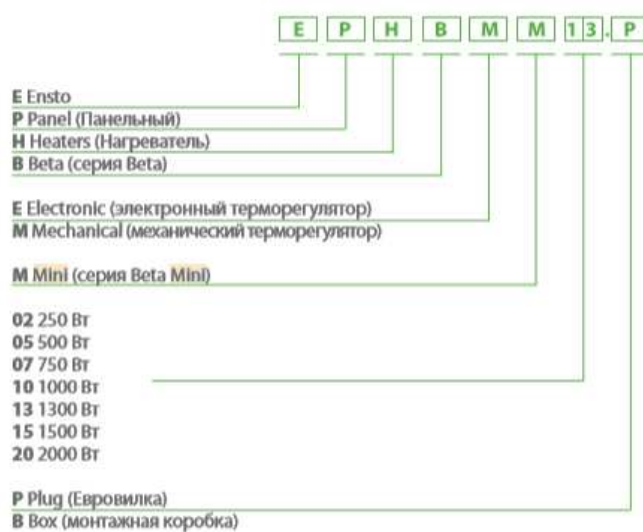 E P H B M M 13.P
E Ensto
P Panel (Панельный)
H Heaters (Нагреватель)
B Beta (серия Beta)
E Electronic (электронный терморегулятор)
M Mechanical (механический терморегулятор)
M Mini (серия Beta Mini)
02 250 Вт
05 500 Вт
07 750 Вт
10 1000 Вт
13 1300 Вт
15 1500 Вт
20 2000 Вт
P Plug (Евровилка)
B Box (монтажная коробка)